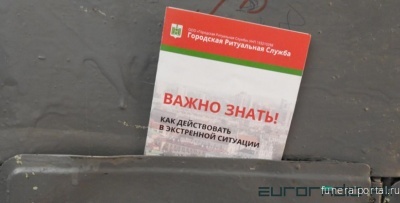 Городская Ритуальная Служба
ВАЖНО ЗНАТЬ!
КАК ДЕЙСТВОВАТЬ
В ЭКСТРЕННОЙ СИТУАЦИИ
funeralportal.ru